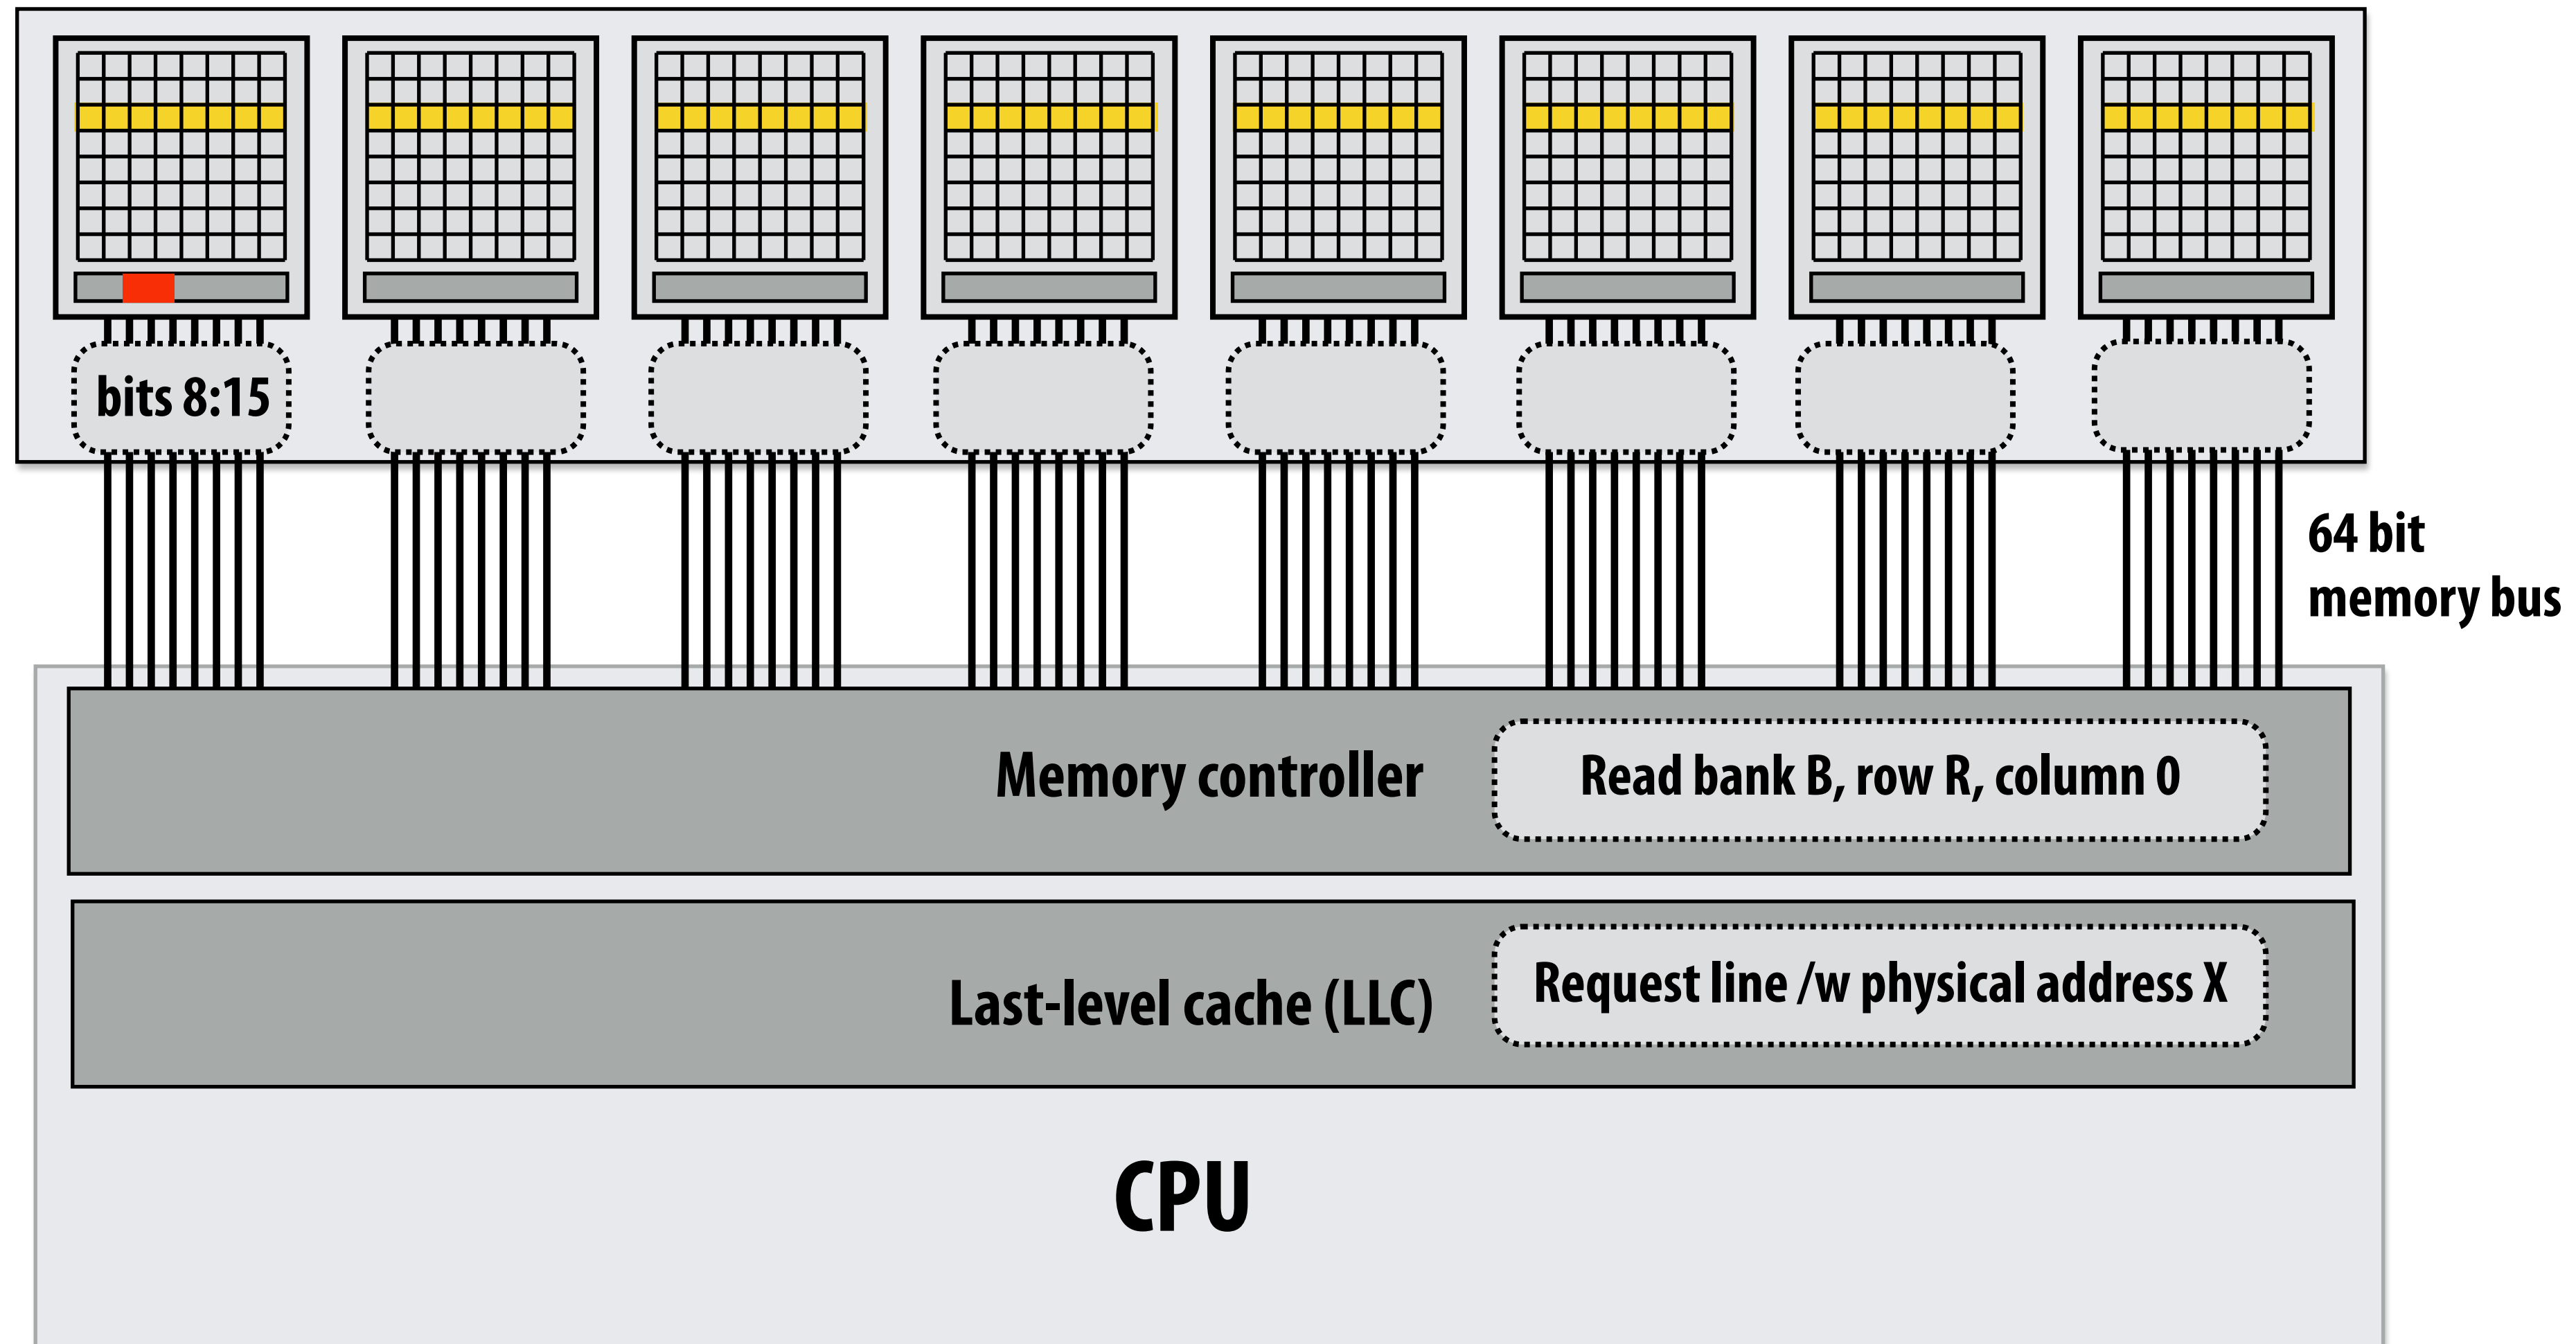 bits 8:15
64 bit
memory bus
Memory controller
Read bank B, row R, column 0
Last-level cache (LLC)
Request line /w physical address X
CPU